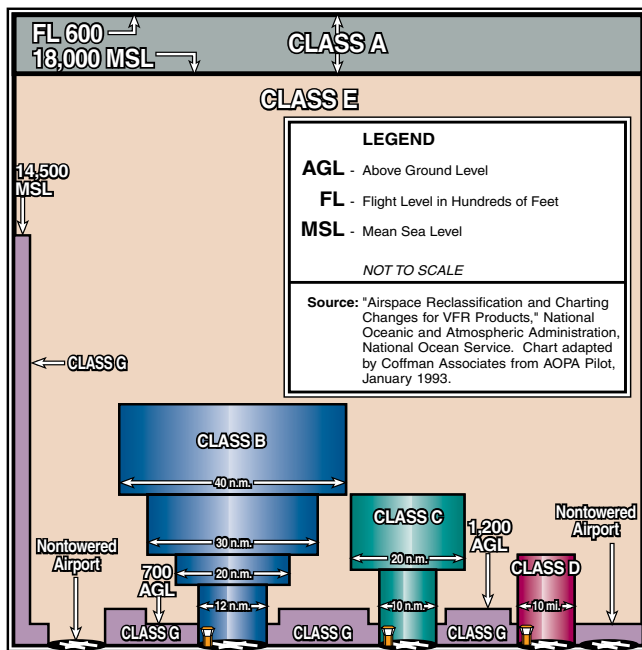 FL 600
18,000 MSL
CLASS A
CLASS E
14,500
MSL
LEGEND
AGL - Above Ground Level
FL - Flight Level in Hundreds of Feet
MSL - Mean Sea Level
NOT TO SCALE
Source: "Airspace Reclassification and Charting
Changes for VFR Products," National
Oceanic and Atmospheric Administration,
National Ocean Service. Chart adapted
by Coffman Associates from AOPA Pilot,
January 1993.
CLASS G
CLASS B
40 n.m.
30 n.m.
20 n.m.
12 n.m.
CLASS C
20 n.m.
10 n.m.
Nontowered
Airport
700
AGL
1,200
AGL
CLASS D
10 mi.
Nontowered
Airport
CLASS G
CLASS G
CLASS G